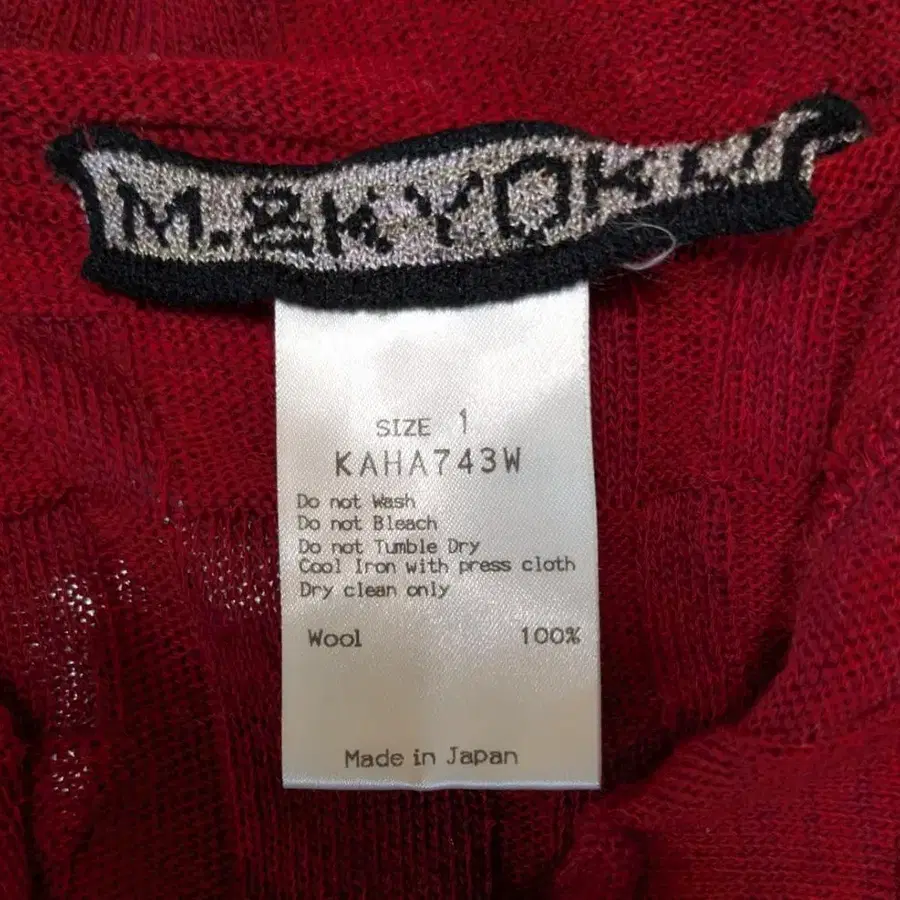 M.&KYOKO
SIZE 1
KAHA743W
Do not Wash
Do not Bleach
Do not Tumble Dry
Cool Iron with press cloth
Dry clean only
Wool 100%
Made in Japan